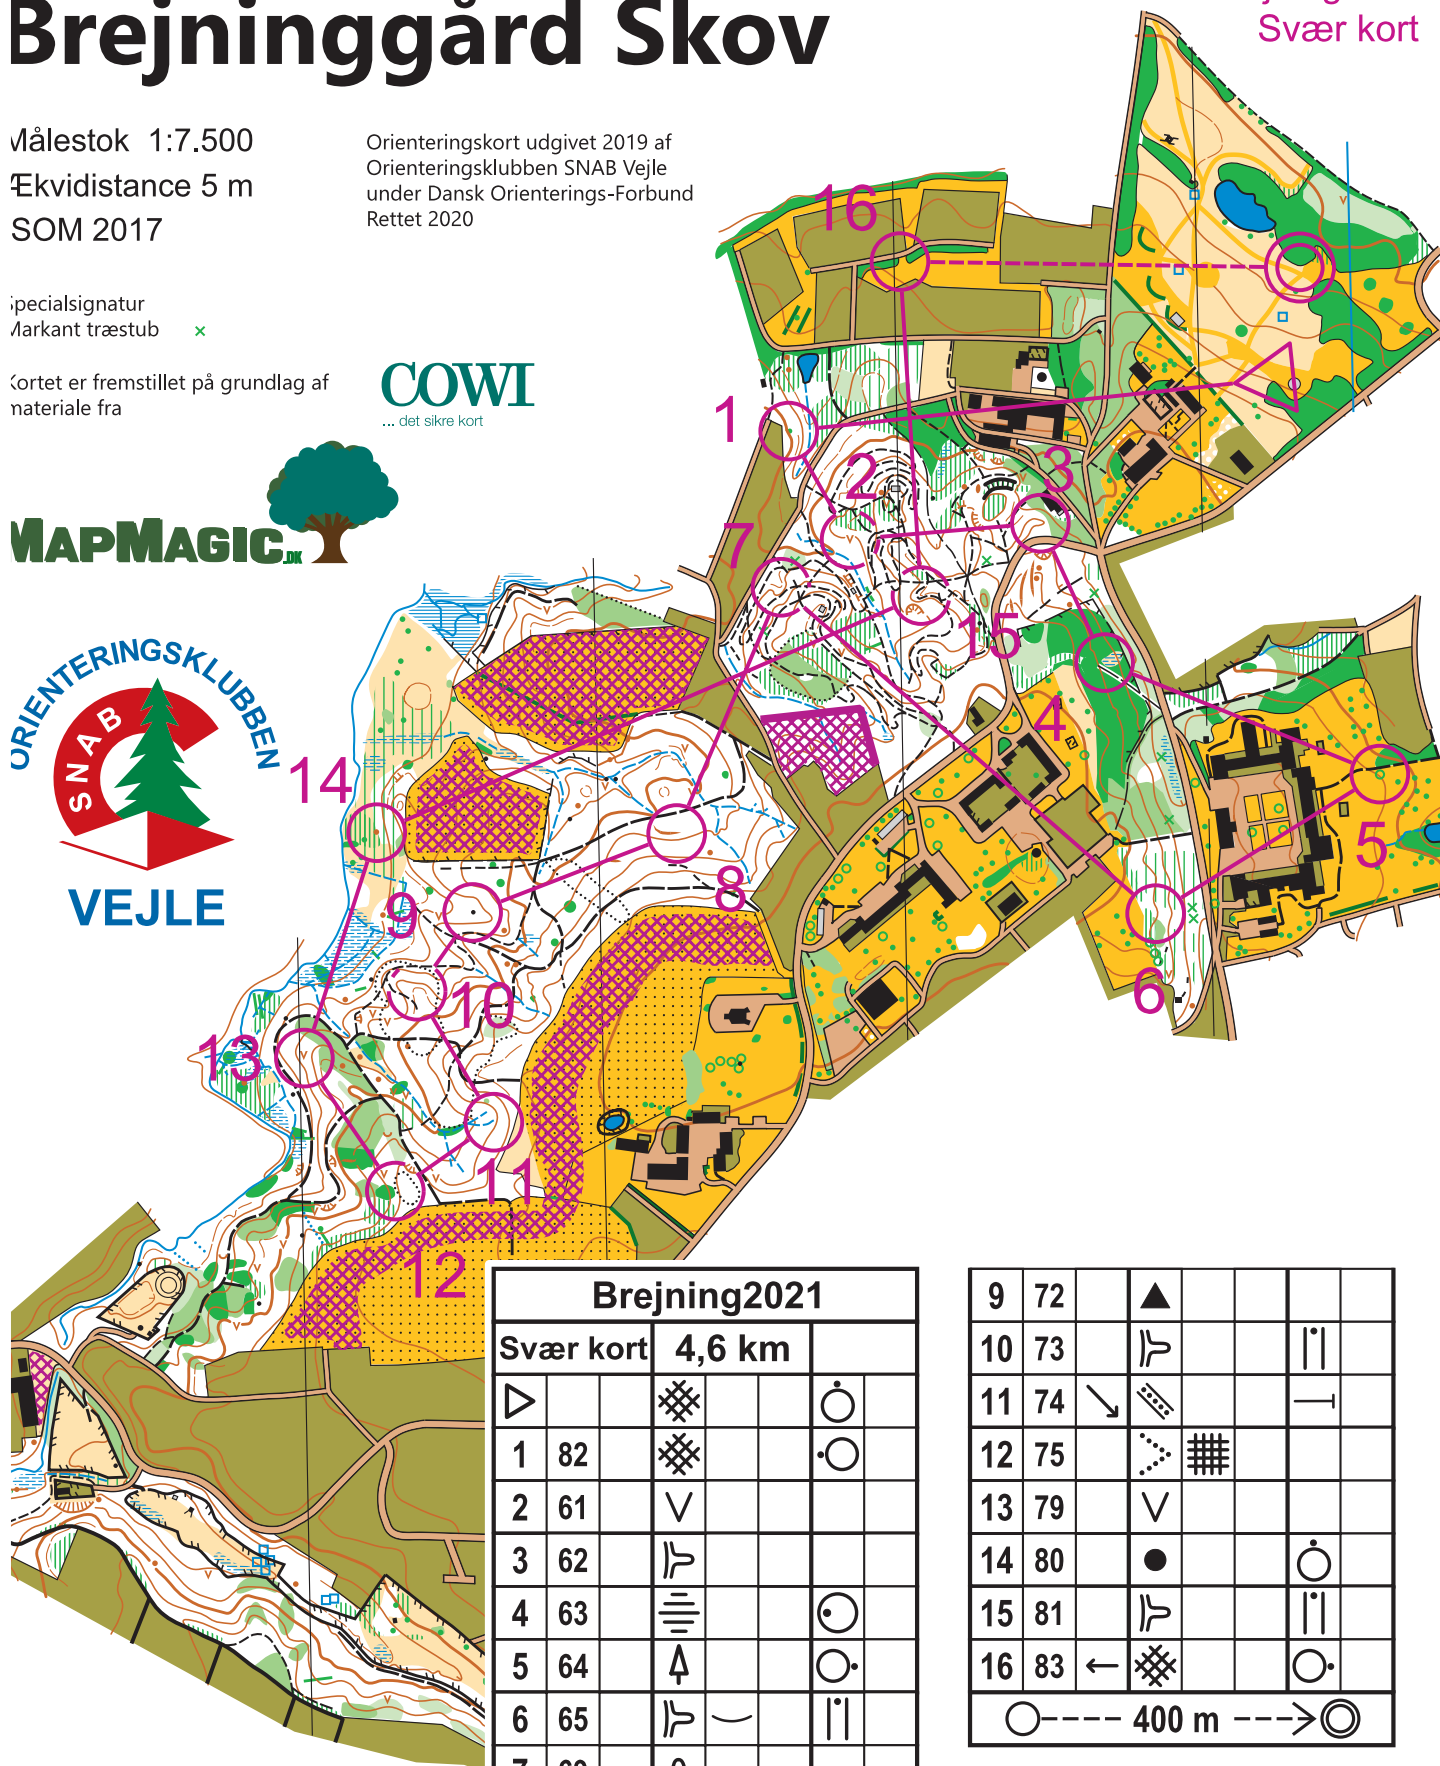 Brejninggård Skov
Svær kort
Målestok 1:7.500
Ækvidistance 5 m
ISOM 2017
Orienteringskort udgivet 2019 af
Orienteringsklubben SNAB Vejle
under Dansk Orienterings-Forbund
Rettet 2020
Specialsignatur
Markant træstub ×
Kortet er fremstillet på grundlag af
materiale fra
COWI
... det sikre kort
MAPMAGIC.DK
ORIENTERINGSKLUBBEN
SNAB
VEJLE
16
1
2
3
7
15
4
14
5
8
9
6
10
13
11
12
Brejning2021
Svær kort 4,6 km
1 82
2 61
3 62
4 63
5 64
6 65
9 72
10 73
11 74
12 75
13 79
14 80
15 81
16 83
400 m